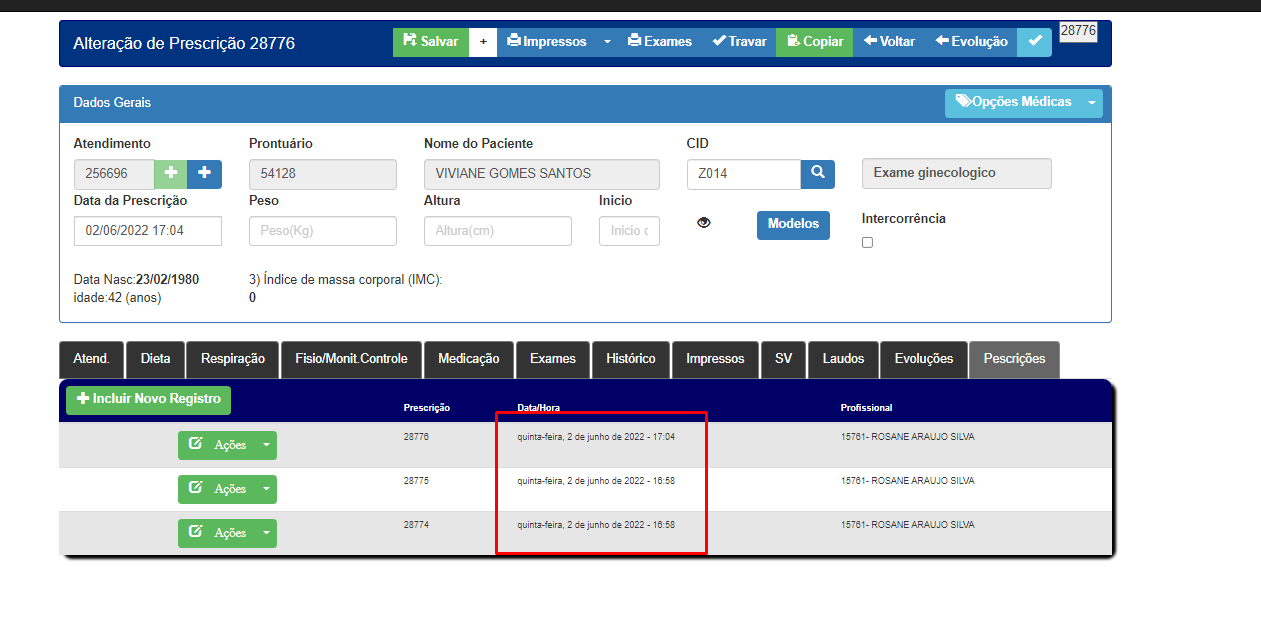 Alteração de Prescrição 28776 Salvar + Impressos Exames Travar Copiar Voltar Evolução 28776
Dados Gerais Opções Médicas
Atendimento Prontuário Nome do Paciente CID
256696 54128 VIVIANE GOMES SANTOS Z014 Exame ginecologico
Data da Prescrição Peso Altura Inicio
02/06/2022 17:04 Peso(Kg) Altura(cm) Início c Modelos Intercorrência
Data Nasc:23/02/1980 3) Índice de massa corporal (IMC):
idade:42 (anos) 0
Atend. Dieta Respiração Fisio/Monit.Controle Medicação Exames Histórico Impressos SV Laudos Evoluções Pescrições
Incluir Novo Registro Prescrição Data/Hora Profissional
Ações 28776 quinta-feira, 2 de junho de 2022 - 17:04 15761- ROSANE ARAUJO SILVA
Ações 28775 quinta-feira, 2 de junho de 2022 - 16:58 15761- ROSANE ARAUJO SILVA
Ações 28774 quinta-feira, 2 de junho de 2022 - 16:58 15761- ROSANE ARAUJO SILVA